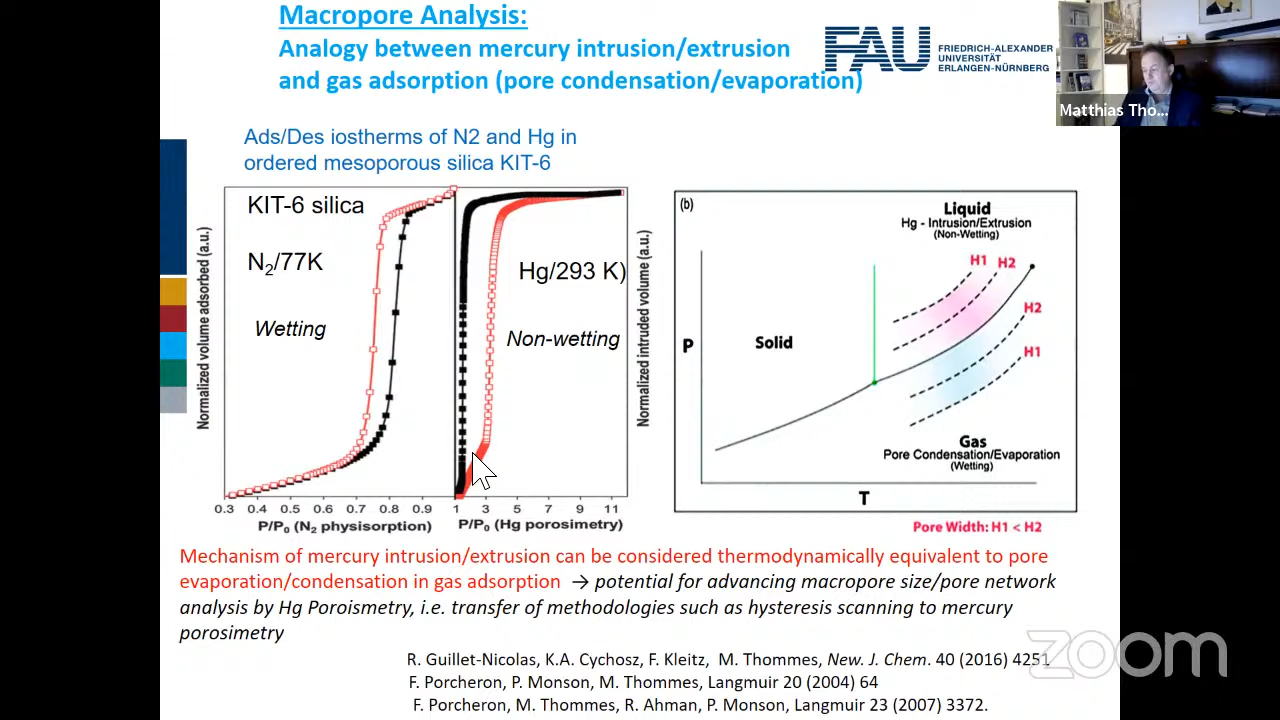 Macropore Analysis:
Analogy between mercury intrusion/extrusion
and gas adsorption (pore condensation/evaporation)
FAU
FRIEDRICH-ALEXANDER
UNIVERSITÄT
ERLANGEN-NÜRNBERG
Matthias Tho...
Ads/Des iostherms of N2 and Hg in
ordered mesoporous silica KIT-6
Normalized volume adsorbed (a.u.)
KIT-6 silica
N2/77K
Wetting
0.3 0.4 0.5 0.6 0.7 0.8 0.9 1 3 5 7 9 11
P/P0 (N2 physisorption)
Hg/293 K)
Non-wetting
P/P0 (Hg porosimetry)
Normalized intruded volume (a.u.)
(b)
Liquid
Hg - Intrusion/Extrusion
(Non-Wetting)
H1 H2
H2
H1
Solid
P
Gas
Pore Condensation/Evaporation
(Wetting)
T
Pore Width: H1 < H2
Mechanism of mercury intrusion/extrusion can be considered thermodynamically equivalent to pore
evaporation/condensation in gas adsorption → potential for advancing macropore size/pore network
analysis by Hg Poroismetry, i.e. transfer of methodologies such as hysteresis scanning to mercury
porosimetry
R. Guillet-Nicolas, K.A. Cychosz, F. Kleitz, M. Thommes, New. J. Chem. 40 (2016) 4251
F. Porcheron, P. Monson, M. Thommes, Langmuir 20 (2004) 64
F. Porcheron, M. Thommes, R. Ahman, P. Monson, Langmuir 23 (2007) 3372.
zoom